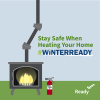 Stay Safe When
Heating Your Home
#WiNTERREADY
Ready